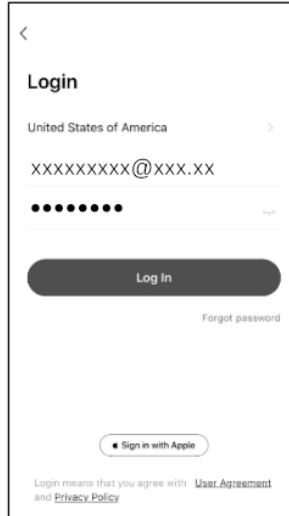 Login
United States of America
xxxxxxxxx@xxx.xx
••••••••
Log In
Forgot password
Sign in with Apple
Login means that you agree with User Agreement
and Privacy Policy